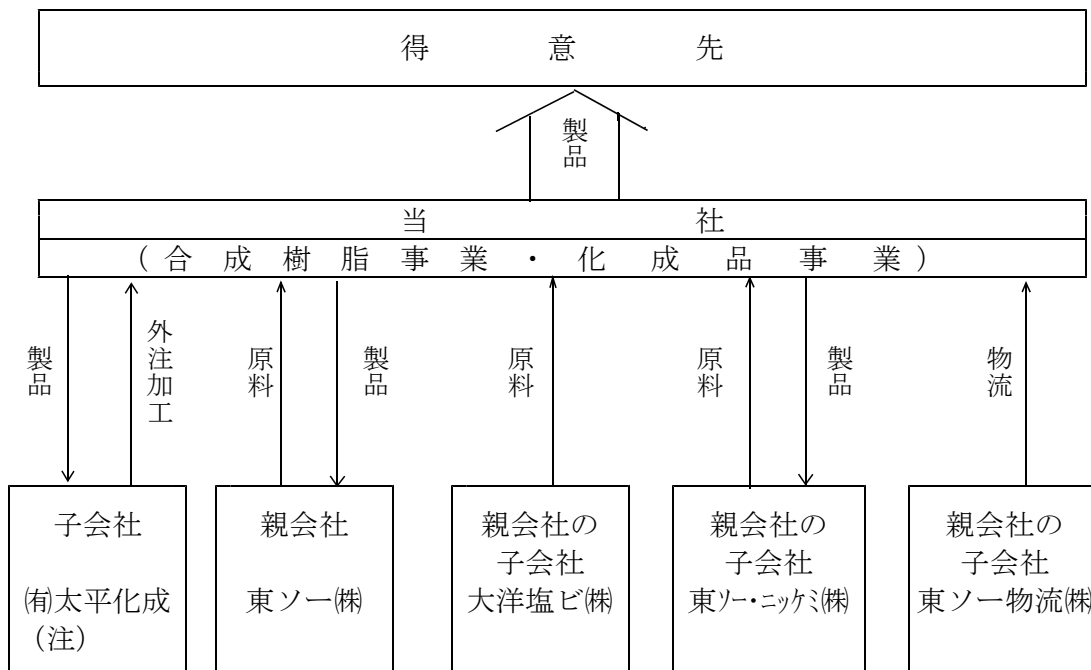 得意先
製品
当社
(合成樹脂事業・化成品事業)
製品
外注加工
原料
製品
原料
原料
製品
物流
子会社
㈲太平化成
(注)
親会社
東ソー㈱
親会社の
子会社
大洋塩ビ㈱
親会社の
子会社
東ソー・ニッケミ㈱
親会社の
子会社
東ソー物流㈱